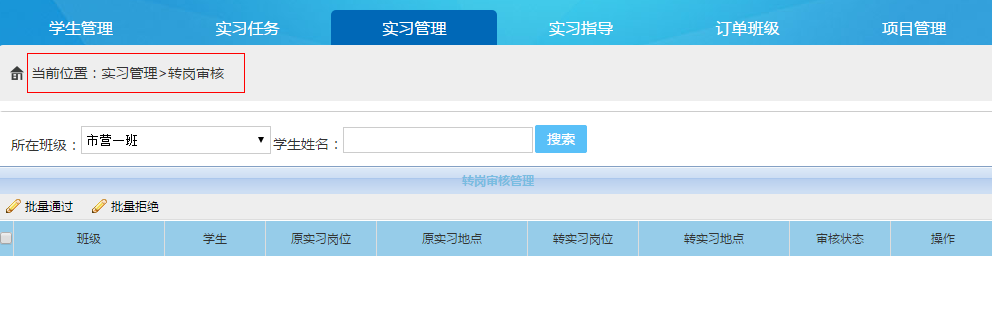 学生管理 实习任务 实习管理 实习指导 订单班级 项目管理
当前位置：实习管理>转岗审核
所在班级： 市营一班 学生姓名： 搜索
转岗审核管理
批量通过 批量拒绝
班级 学生 原实习岗位 原实习地点 转实习岗位 转实习地点 审核状态 操作